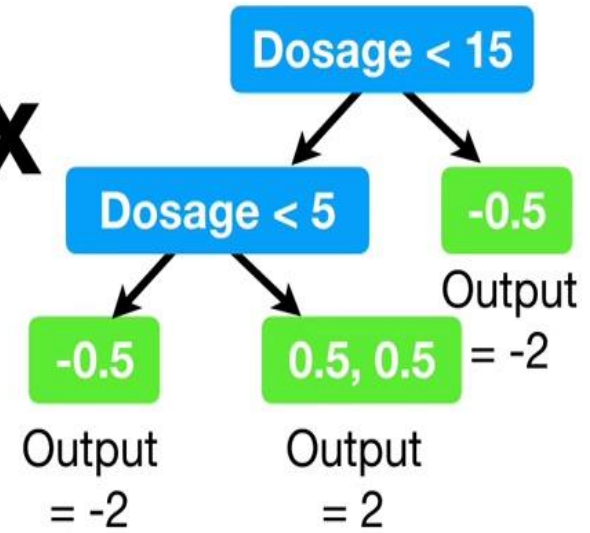 Dosage < 15
x
Dosage < 5
-0.5
Output
= -2
-0.5
0.5, 0.5
Output
= -2
Output
= 2